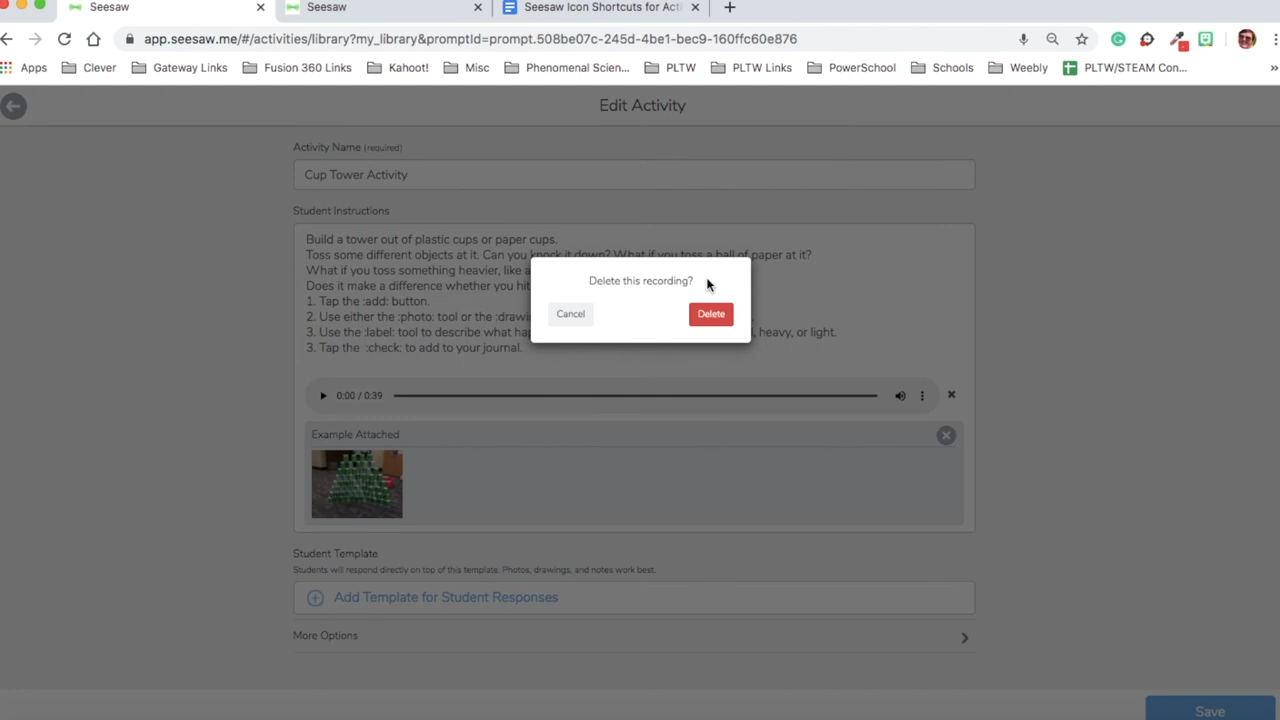 Seesaw
Seesaw
Seesaw Icon Shortcuts for Acti
app.seesaw.me/#/activities/library?my_library&promptId=prompt.508be07c-245d-4be1-bec9-160ffc60e876
Apps Clever Gateway Links Fusion 360 Links Kahoot! Misc Phenomenal Scien... PLTW PLTW Links PowerSchool Schools Weebly PLTW/STEAM Con... »
Edit Activity
Activity Name (required)
Cup Tower Activity
Student Instructions
Build a tower out of plastic cups or paper cups.
Toss some different objects at it. Can you knock it down? What if you toss a ball of paper at it?
What if you toss something heavier, like a
Does it make a difference whether you hit
1. Tap the :add: button.
2. Use either the :photo: tool or the :drawi
3. Use the :label: tool to describe what hap , heavy, or light.
3. Tap the :check: to add to your journal.
Delete this recording?
Cancel Delete
0:00 / 0:39
Example Attached
Student Template
Students will respond directly on top of this template. Photos, drawings, and notes work best.
Add Template for Student Responses
More Options
Save